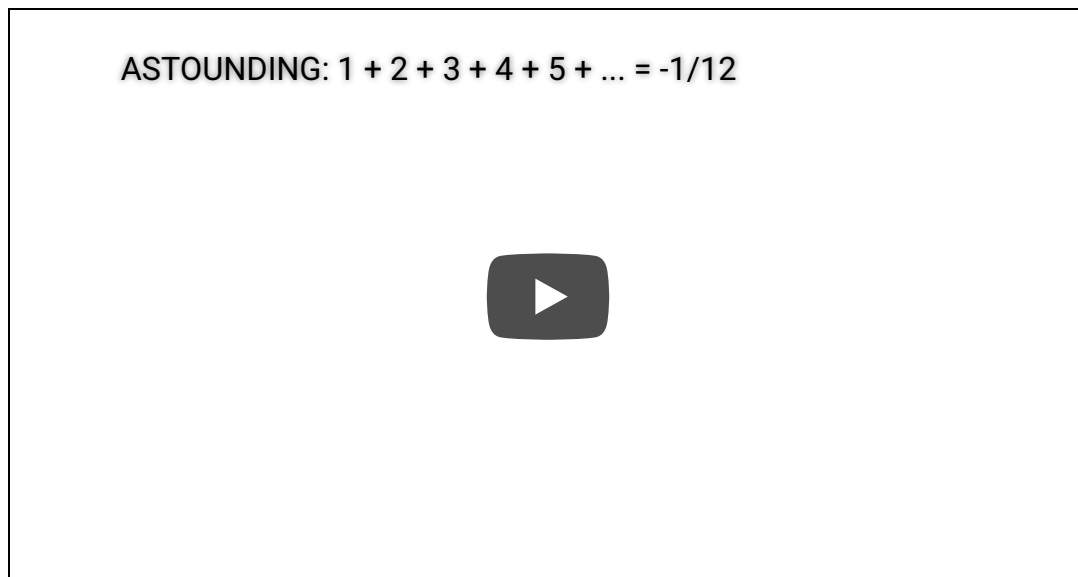 ASTOUNDING: 1 + 2 + 3 + 4 + 5 + ... = -1/12